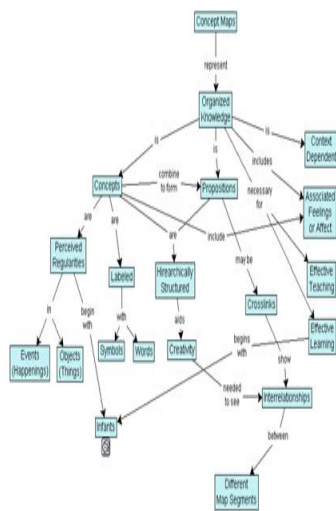 Concept Maps
represent
Organized
Knowledge
is
is
is
Context
Dependent
combine
to form
includes
Concepts
Propositions
necessary
for
Associated
Feelings
or Affect
are
are
are
include
may be
Perceived
Regularities
Labeled
Hierarchically
Structured
Effective
Teaching
Crosslinks
in
begin
with
with
aids
begins
with
Effective
Learning
Events
(Happenings)
Objects
(Things)
Symbols
Words
Creativity
show
needed
to see
Interrelationships
Infants
between
Different
Map Segments